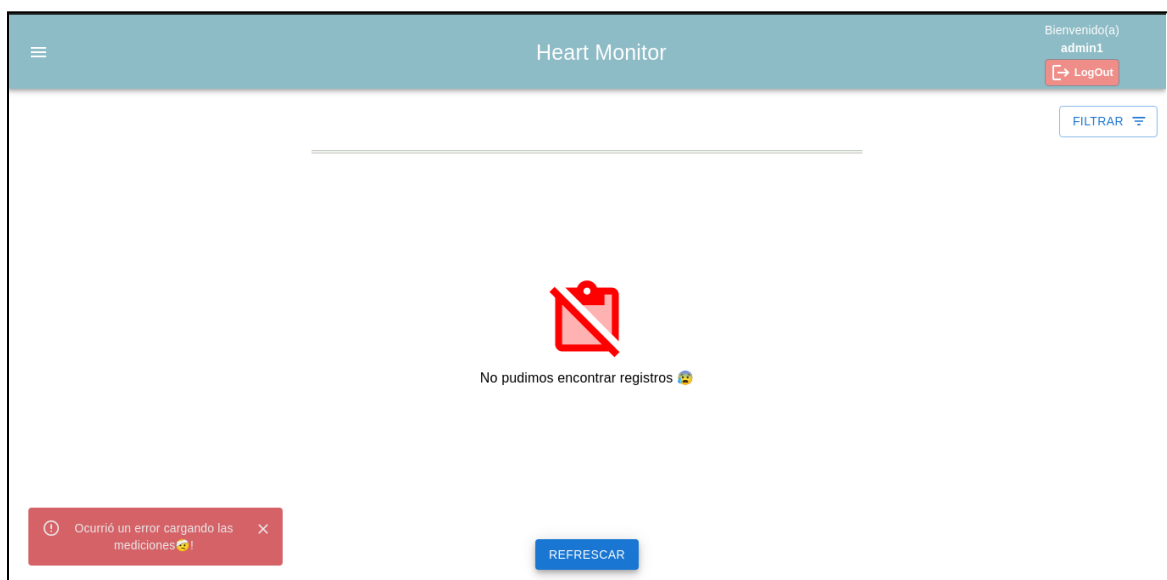 Heart Monitor
Bienvenido(a)
admin1
LogOut
FILTRAR
No pudimos encontrar registros 😰
Ocurrió un error cargando las
mediciones🤕!
REFRESCAR